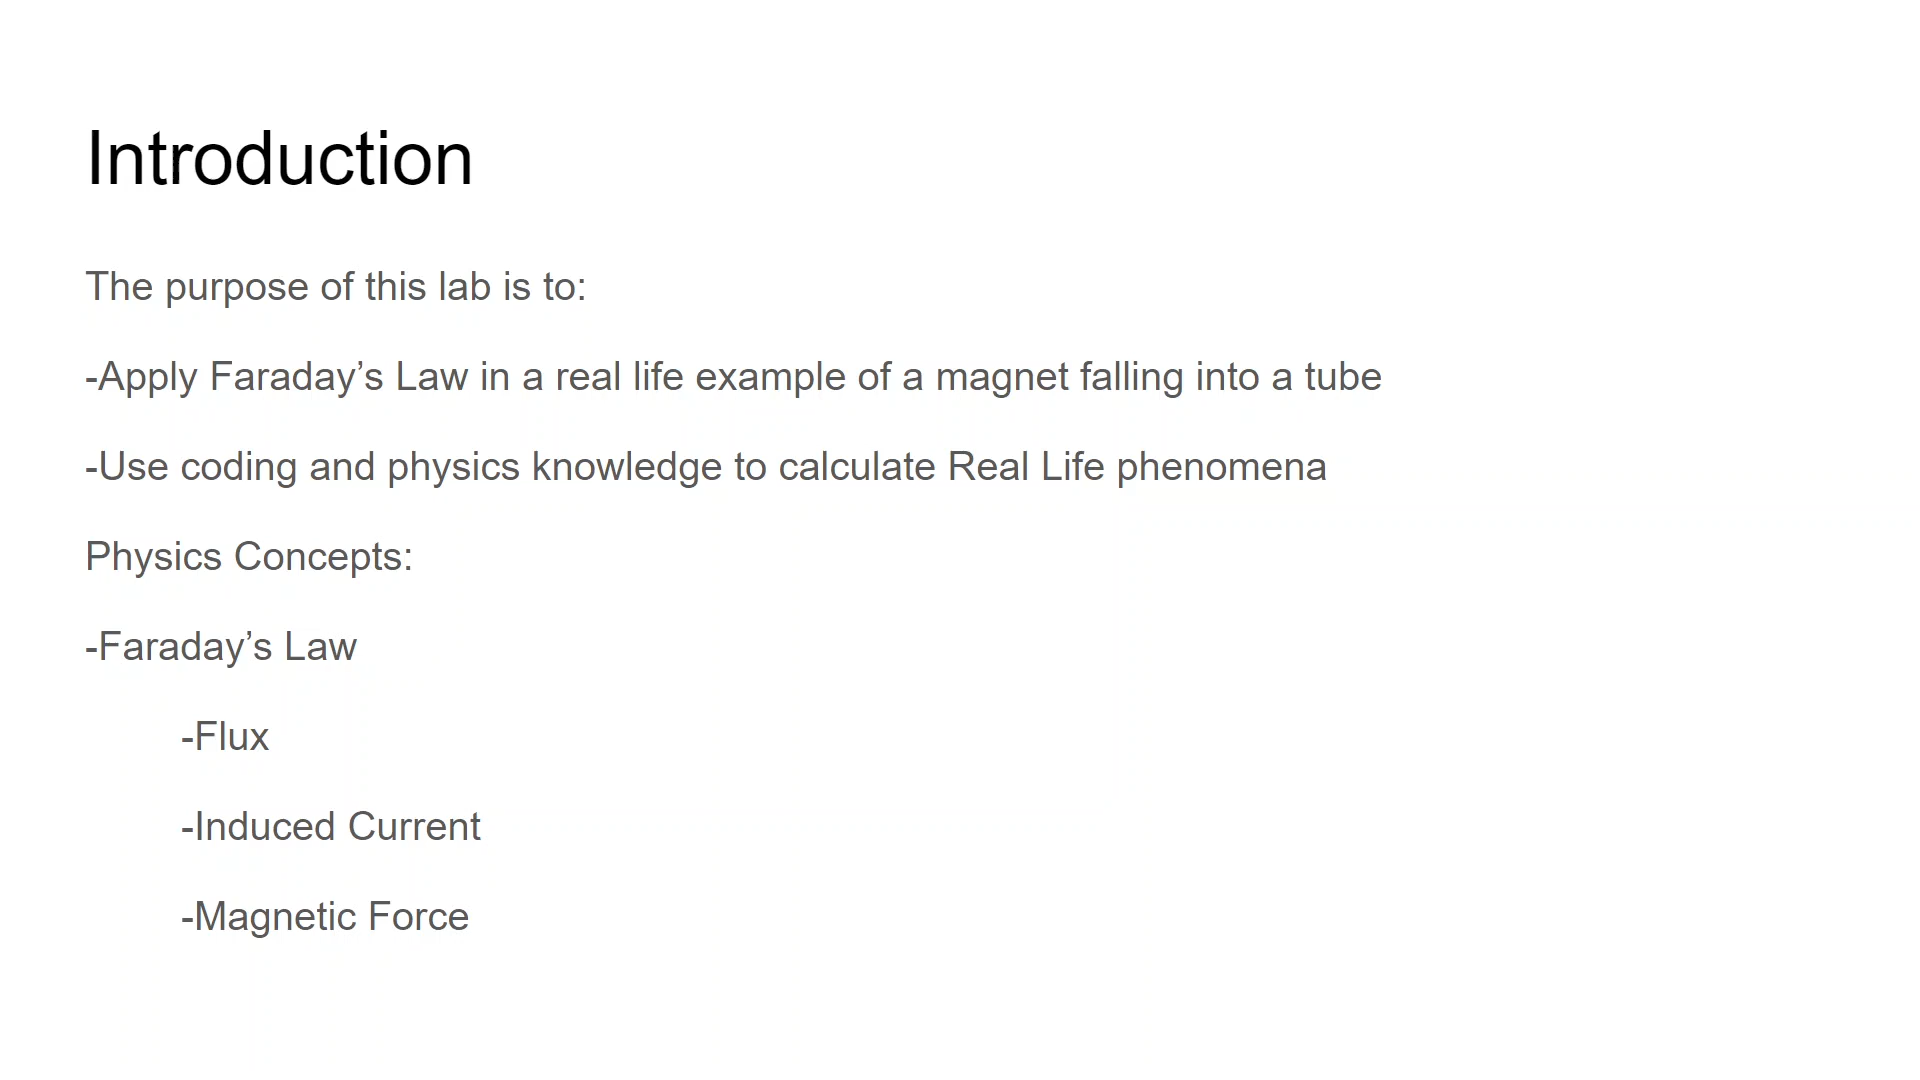 Introduction
The purpose of this lab is to:
-Apply Faraday’s Law in a real life example of a magnet falling into a tube
-Use coding and physics knowledge to calculate Real Life phenomena
Physics Concepts:
-Faraday’s Law
-Flux
-Induced Current
-Magnetic Force